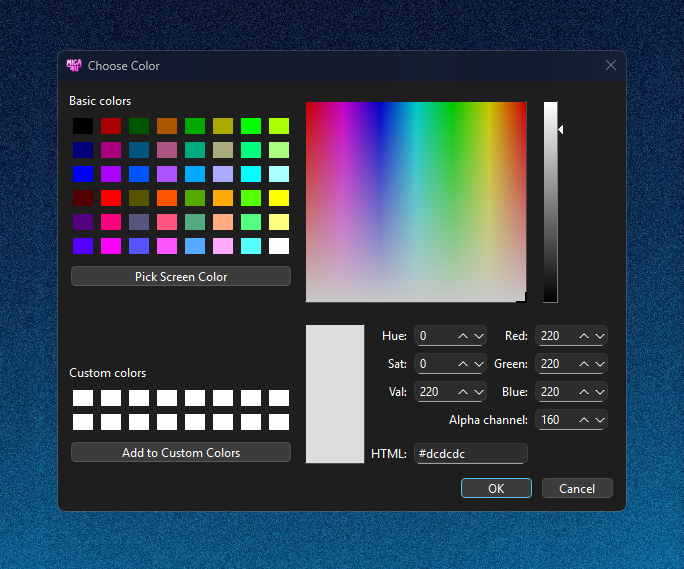 MICA
Choose Color
Basic colors
Pick Screen Color
Custom colors
Add to Custom Colors
Hue: 0 Red: 220
Sat: 0 Green: 220
Val: 220 Blue: 220
Alpha channel: 160
HTML: #dcdcdc
OK Cancel